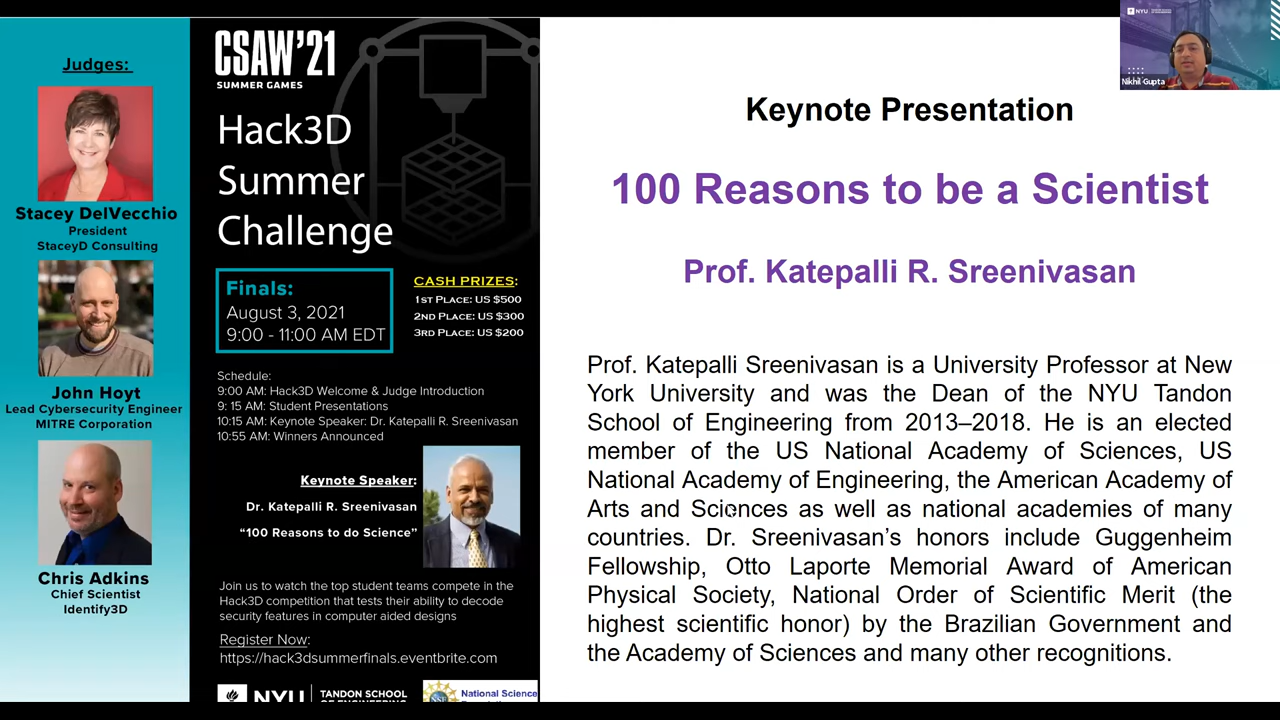 Judges:
Stacey DelVecchio
President
StaceyD Consulting
John Hoyt
Lead Cybersecurity Engineer
MITRE Corporation
Chris Adkins
Chief Scientist
Identify3D
CSAW'21
SUMMER GAMES
Hack3D
Summer
Challenge
Finals:
August 3, 2021
9:00 - 11:00 AM EDT
CASH PRIZES:
1ST PLACE: US $500
2ND PLACE: US $300
3RD PLACE: US $200
Schedule:
9:00 AM: Hack3D Welcome & Judge Introduction
9: 15 AM: Student Presentations
10:15 AM: Keynote Speaker: Dr. Katepalli R. Sreenivasan
10:55 AM: Winners Announced
Keynote Speaker:
Dr. Katepalli R. Sreenivasan
“100 Reasons to do Science”
Join us to watch the top student teams compete in the
Hack3D competition that tests their ability to decode
security features in computer aided designs
Register Now:
https://hack3dsummerfinals.eventbrite.com
NYU
TANDON SCHOOL
OF ENGINEERING
NSF
National Science
Keynote Presentation
100 Reasons to be a Scientist
Prof. Katepalli R. Sreenivasan
Prof. Katepalli Sreenivasan is a University Professor at New
York University and was the Dean of the NYU Tandon
School of Engineering from 2013–2018. He is an elected
member of the US National Academy of Sciences, US
National Academy of Engineering, the American Academy of
Arts and Sciences as well as national academies of many
countries. Dr. Sreenivasan’s honors include Guggenheim
Fellowship, Otto Laporte Memorial Award of American
Physical Society, National Order of Scientific Merit (the
highest scientific honor) by the Brazilian Government and
the Academy of Sciences and many other recognitions.
NYU
Nikhil Gupta